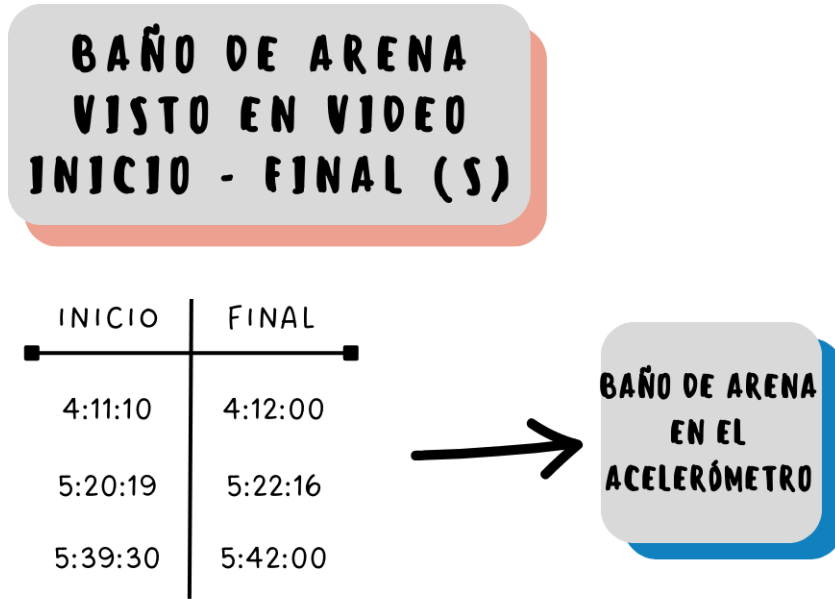 BAÑO DE ARENA
VISTO EN VIDEO
INICIO - FINAL (S)
INICIO FINAL
4:11:10 4:12:00
5:20:19 5:22:16
5:39:30 5:42:00
BAÑO DE ARENA
EN EL
ACELERÓMETRO